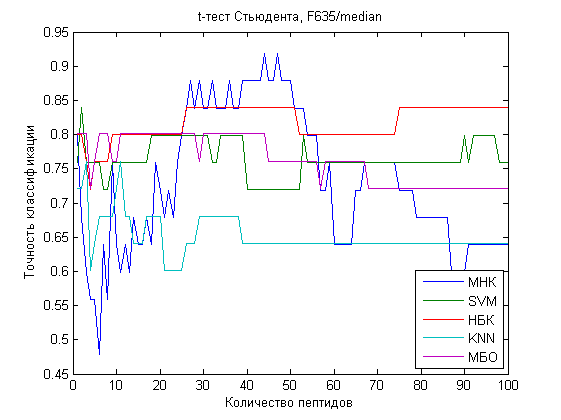 t-тест Стьюдента, F635/median
Точность классификации
0.95
0.9
0.85
0.8
0.75
0.7
0.65
0.6
0.55
0.5
0.45
0 10 20 30 40 50 60 70 80 90 100
Количество пептидов
МНК
SVM
НБК
KNN
МБО